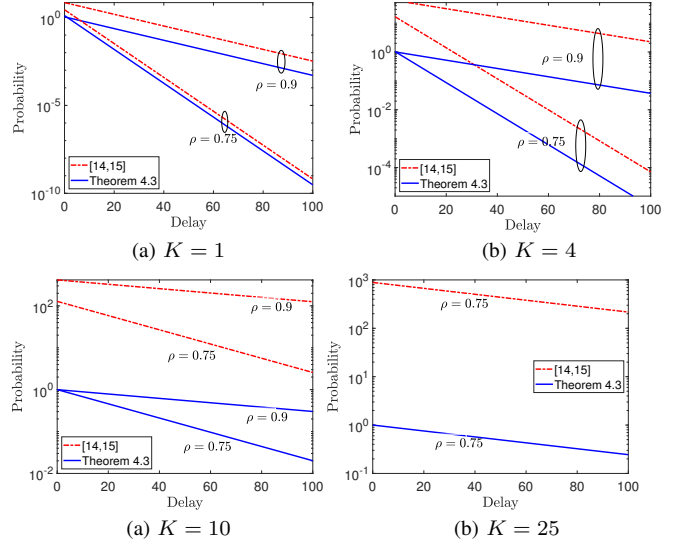 10^0
10^-5
10^-10
Probability
ρ = 0.9
ρ = 0.75
[14,15]
Theorem 4.3
0 20 40 60 80 100
Delay
(a) K = 1
10^0
10^-2
10^-4
Probability
ρ = 0.9
ρ = 0.75
[14,15]
Theorem 4.3
0 20 40 60 80 100
Delay
(b) K = 4
10^2
10^0
10^-2
Probability
ρ = 0.9
ρ = 0.75
ρ = 0.9
ρ = 0.75
[14,15]
Theorem 4.3
0 20 40 60 80 100
Delay
(a) K = 10
10^3
10^2
10^1
10^0
10^-1
Probability
ρ = 0.75
[14,15]
Theorem 4.3
ρ = 0.75
0 20 40 60 80 100
Delay
(b) K = 25